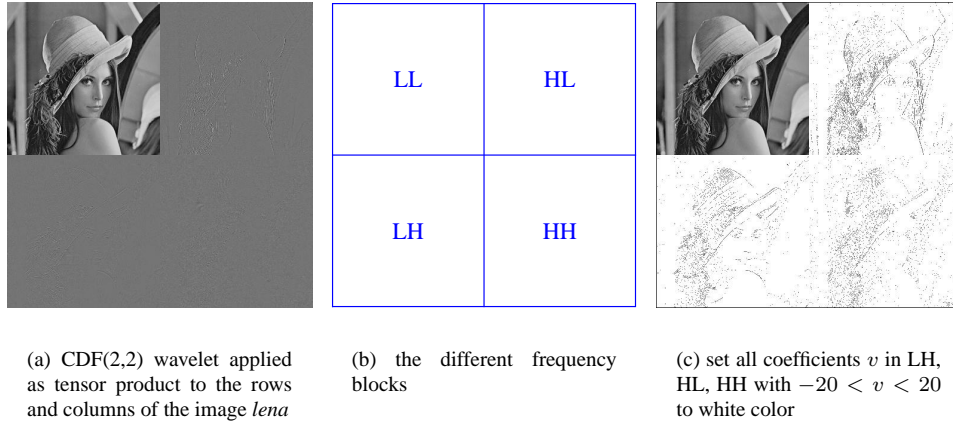 LL
HL
LH
HH
(a) CDF(2,2) wavelet applied
as tensor product to the rows
and columns of the image lena
(b) the different frequency
blocks
(c) set all coefficients v in LH,
HL, HH with −20 < v < 20
to white color